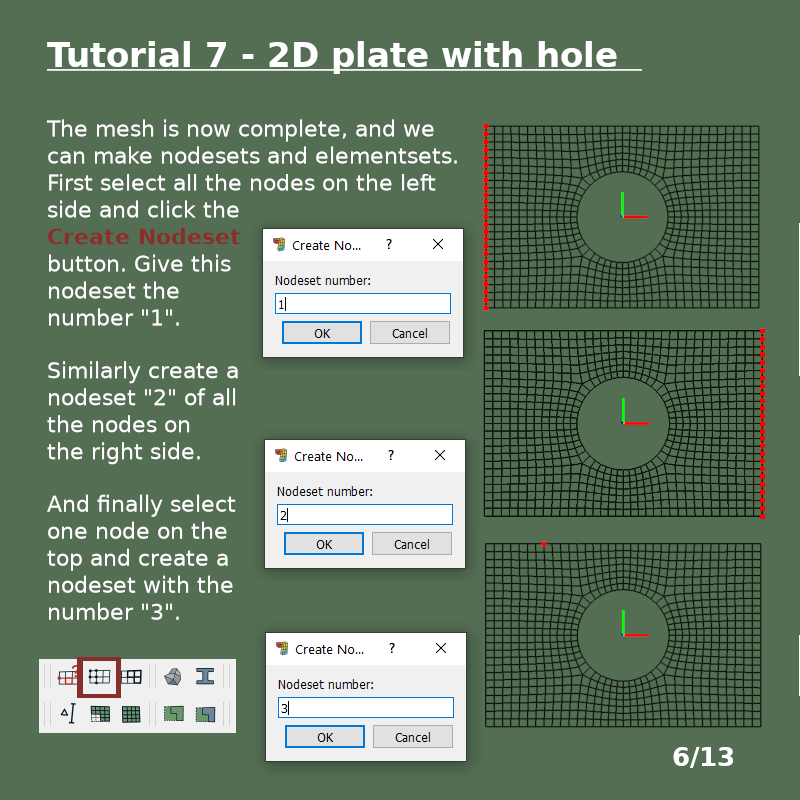 Tutorial 7 - 2D plate with hole
The mesh is now complete, and we
can make nodesets and elementsets.
First select all the nodes on the left
side and click the
Create Nodeset
button. Give this
nodeset the
number "1".
Create No... ?
Nodeset number:
1
OK Cancel
Similarly create a
nodeset "2" of all
the nodes on
the right side.
Create No... ?
Nodeset number:
2
OK Cancel
And finally select
one node on the
top and create a
nodeset with the
number "3".
Create No... ?
Nodeset number:
3
OK Cancel
6/13